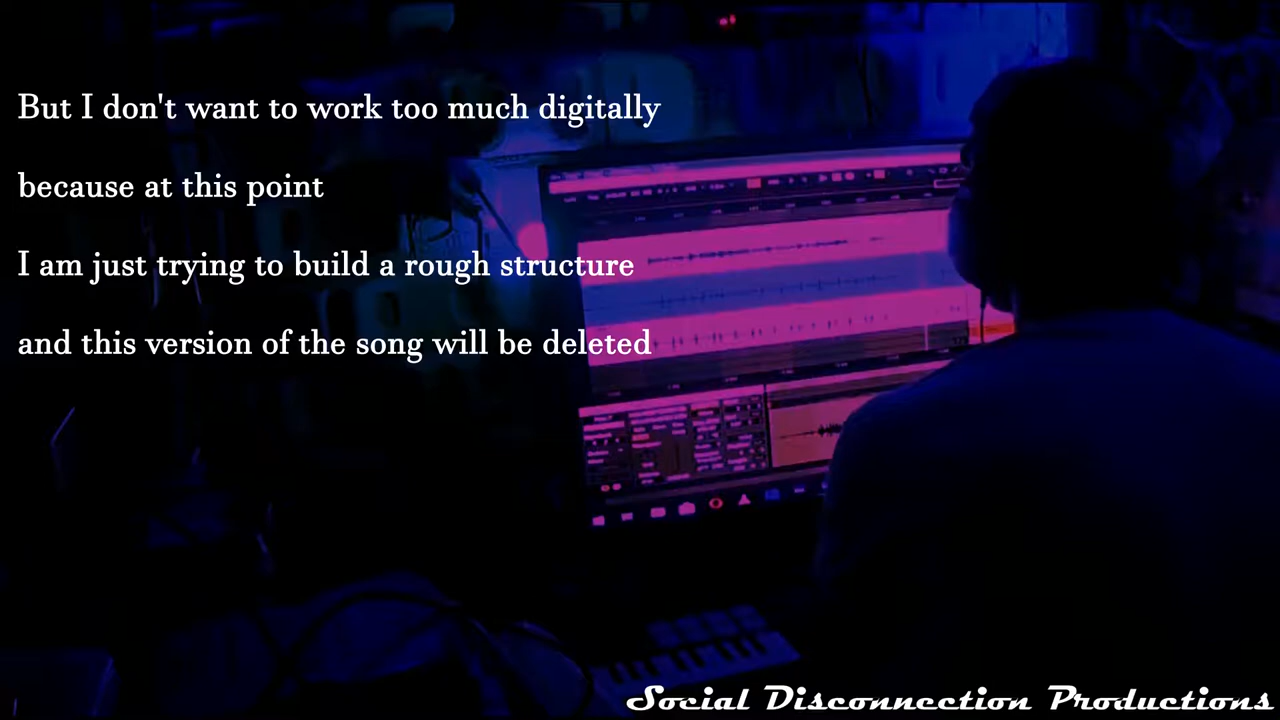 But I don't want to work too much digitally
because at this point
I am just trying to build a rough structure
and this version of the song will be deleted
Social Disconnection Productions